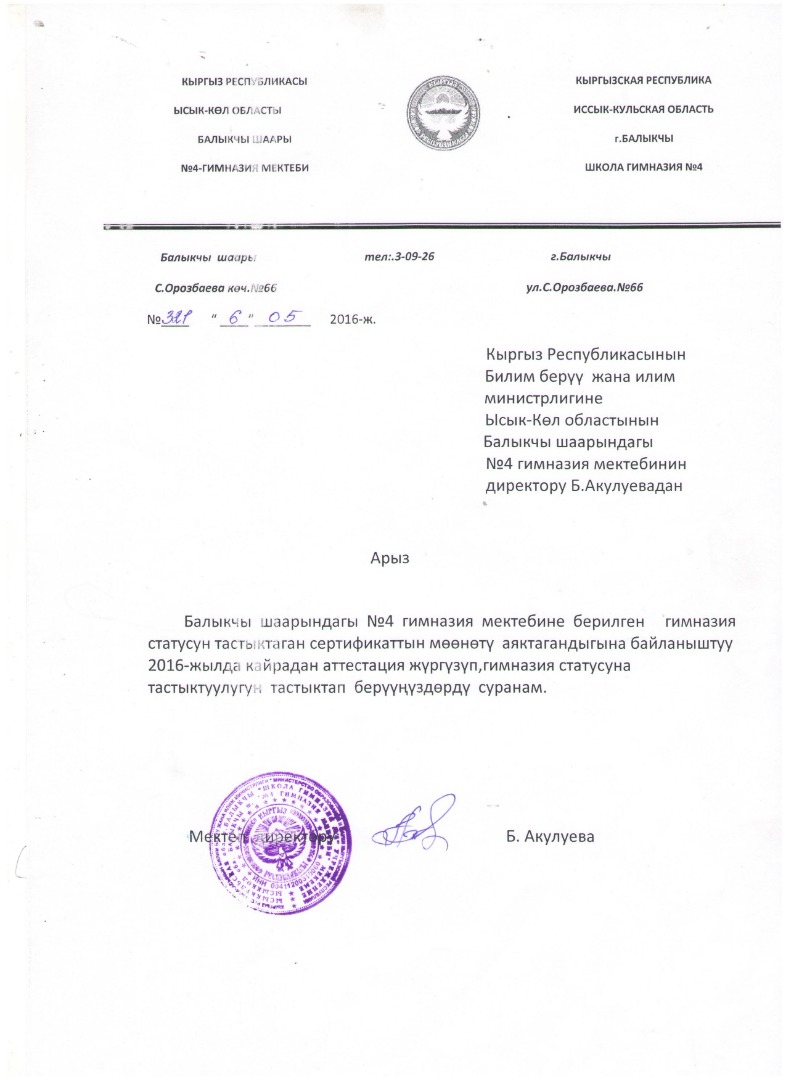 КЫРГЫЗ РЕСПУБЛИКАСЫ
ЫСЫК-КӨЛ ОБЛАСТЫ
БАЛЫКЧЫ ШААРЫ
№4-ГИМНАЗИЯ МЕКТЕБИ
КЫРГЫЗСКАЯ РЕСПУБЛИКА
ИССЫК-КУЛЬСКАЯ ОБЛАСТЬ
г.БАЛЫКЧЫ
ШКОЛА ГИМНАЗИЯ №4
Балыкчы шаары тел:.3-09-26 г.Балыкчы
С.Орозбаева көч.№66 ул.С.Орозбаева.№66
№321 “ 6 ” 05 2016-ж.
Кыргыз Республикасынын
Билим берүү жана илим
министрлигине
Ысык-Көл областынын
Балыкчы шаарындагы
№4 гимназия мектебинин
директору Б.Акулуевадан
Арыз
Балыкчы шаарындагы №4 гимназия мектебине берилген гимназия
статусун тастыктаган сертификаттын мөөнөтү аяктагандыгына байланыштуу
2016-жылда кайрадан аттестация жүргүзүп,гимназия статусуна
тастыктуулугун тастыктап берүүңүздөрдү суранам.
Мектеп директору Б. Акулуева